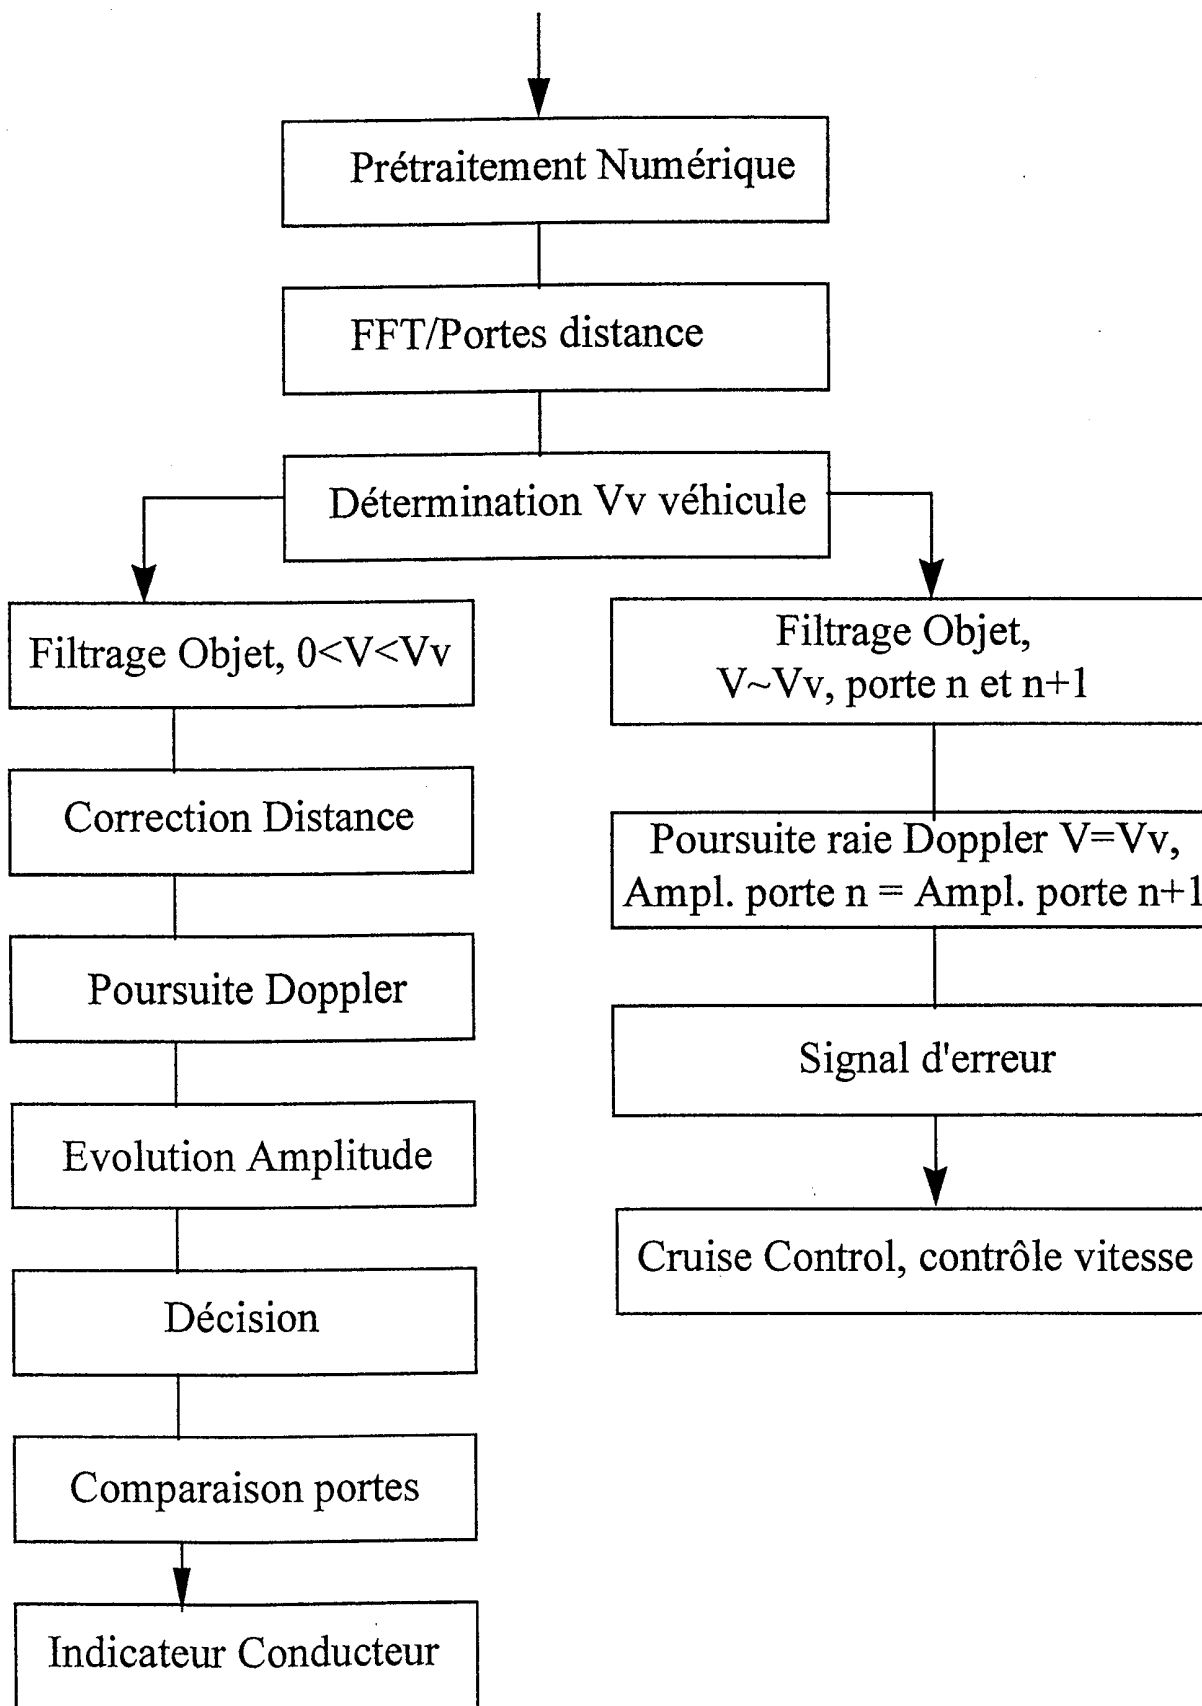 Prétraitement Numérique
FFT/Portes distance
Détermination Vv véhicule
Filtrage Objet, 0<V<Vv
Correction Distance
Poursuite Doppler
Evolution Amplitude
Décision
Comparaison portes
Indicateur Conducteur
Filtrage Objet,
V~Vv, porte n et n+1
Poursuite raie Doppler V=Vv,
Ampl. porte n = Ampl. porte n+1
Signal d'erreur
Cruise Control, contrôle vitesse